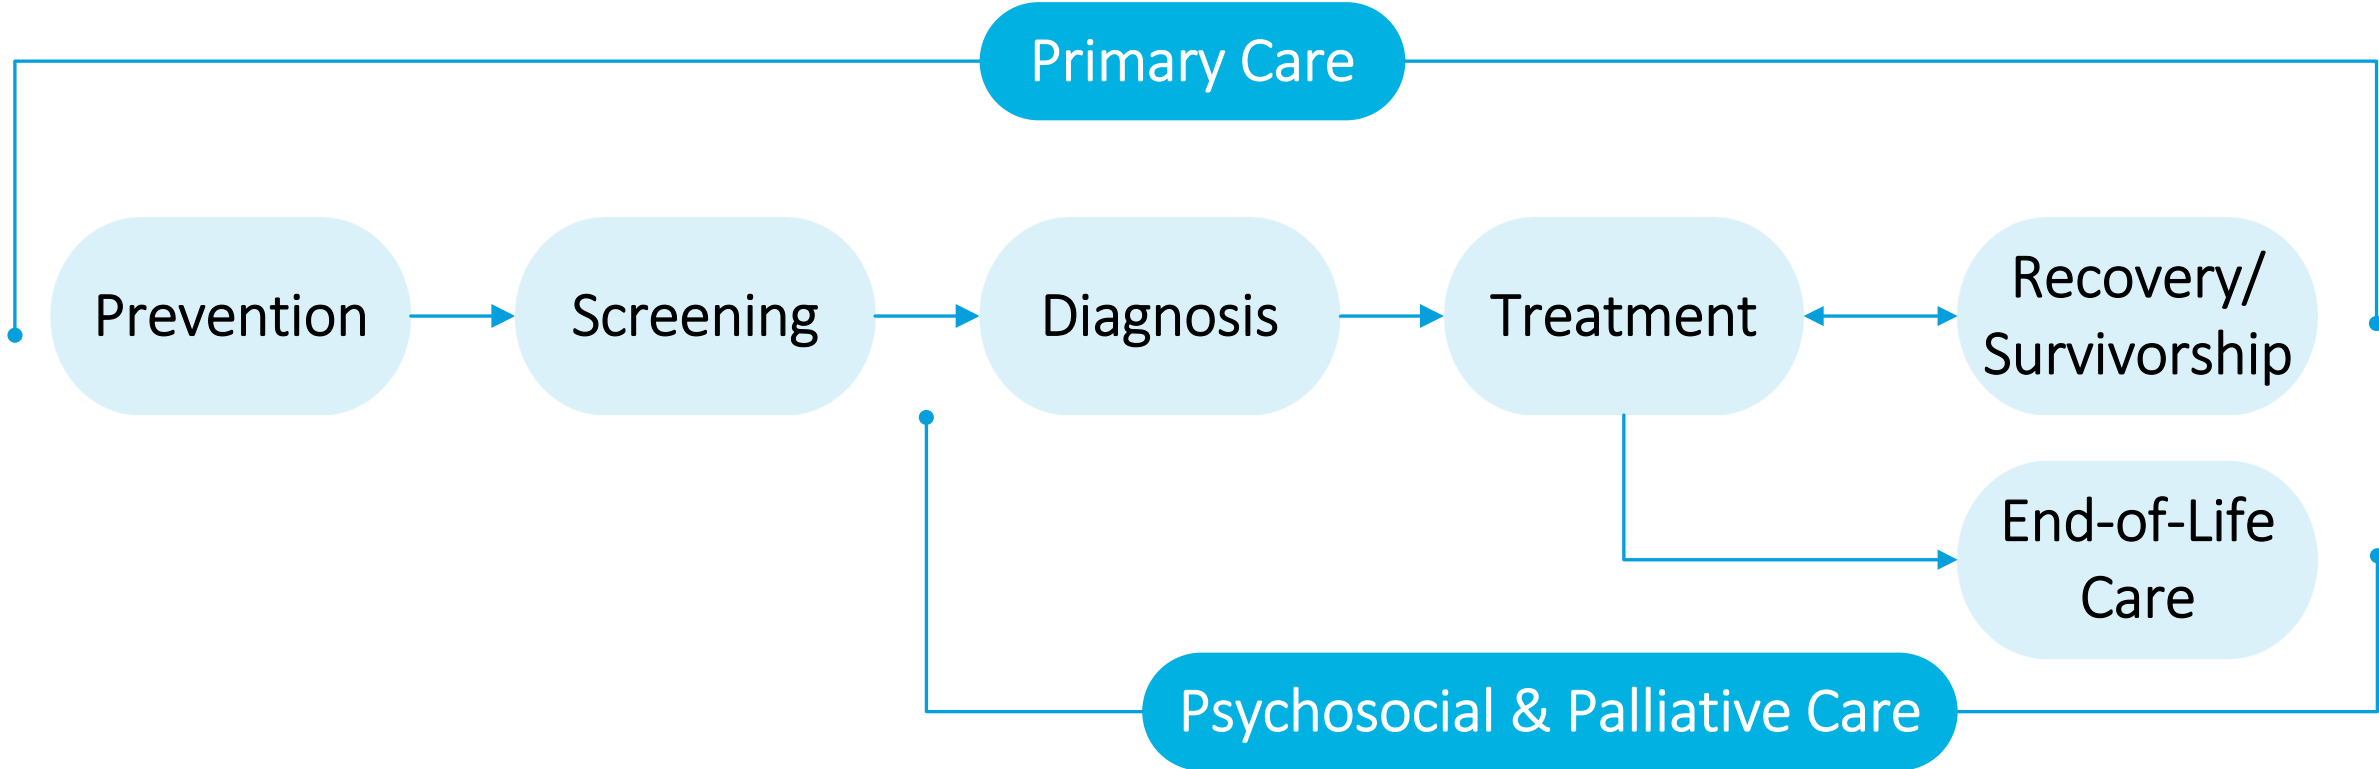 Primary Care
Prevention
Screening
Diagnosis
Treatment
Recovery/
Survivorship
End-of-Life
Care
Psychosocial & Palliative Care